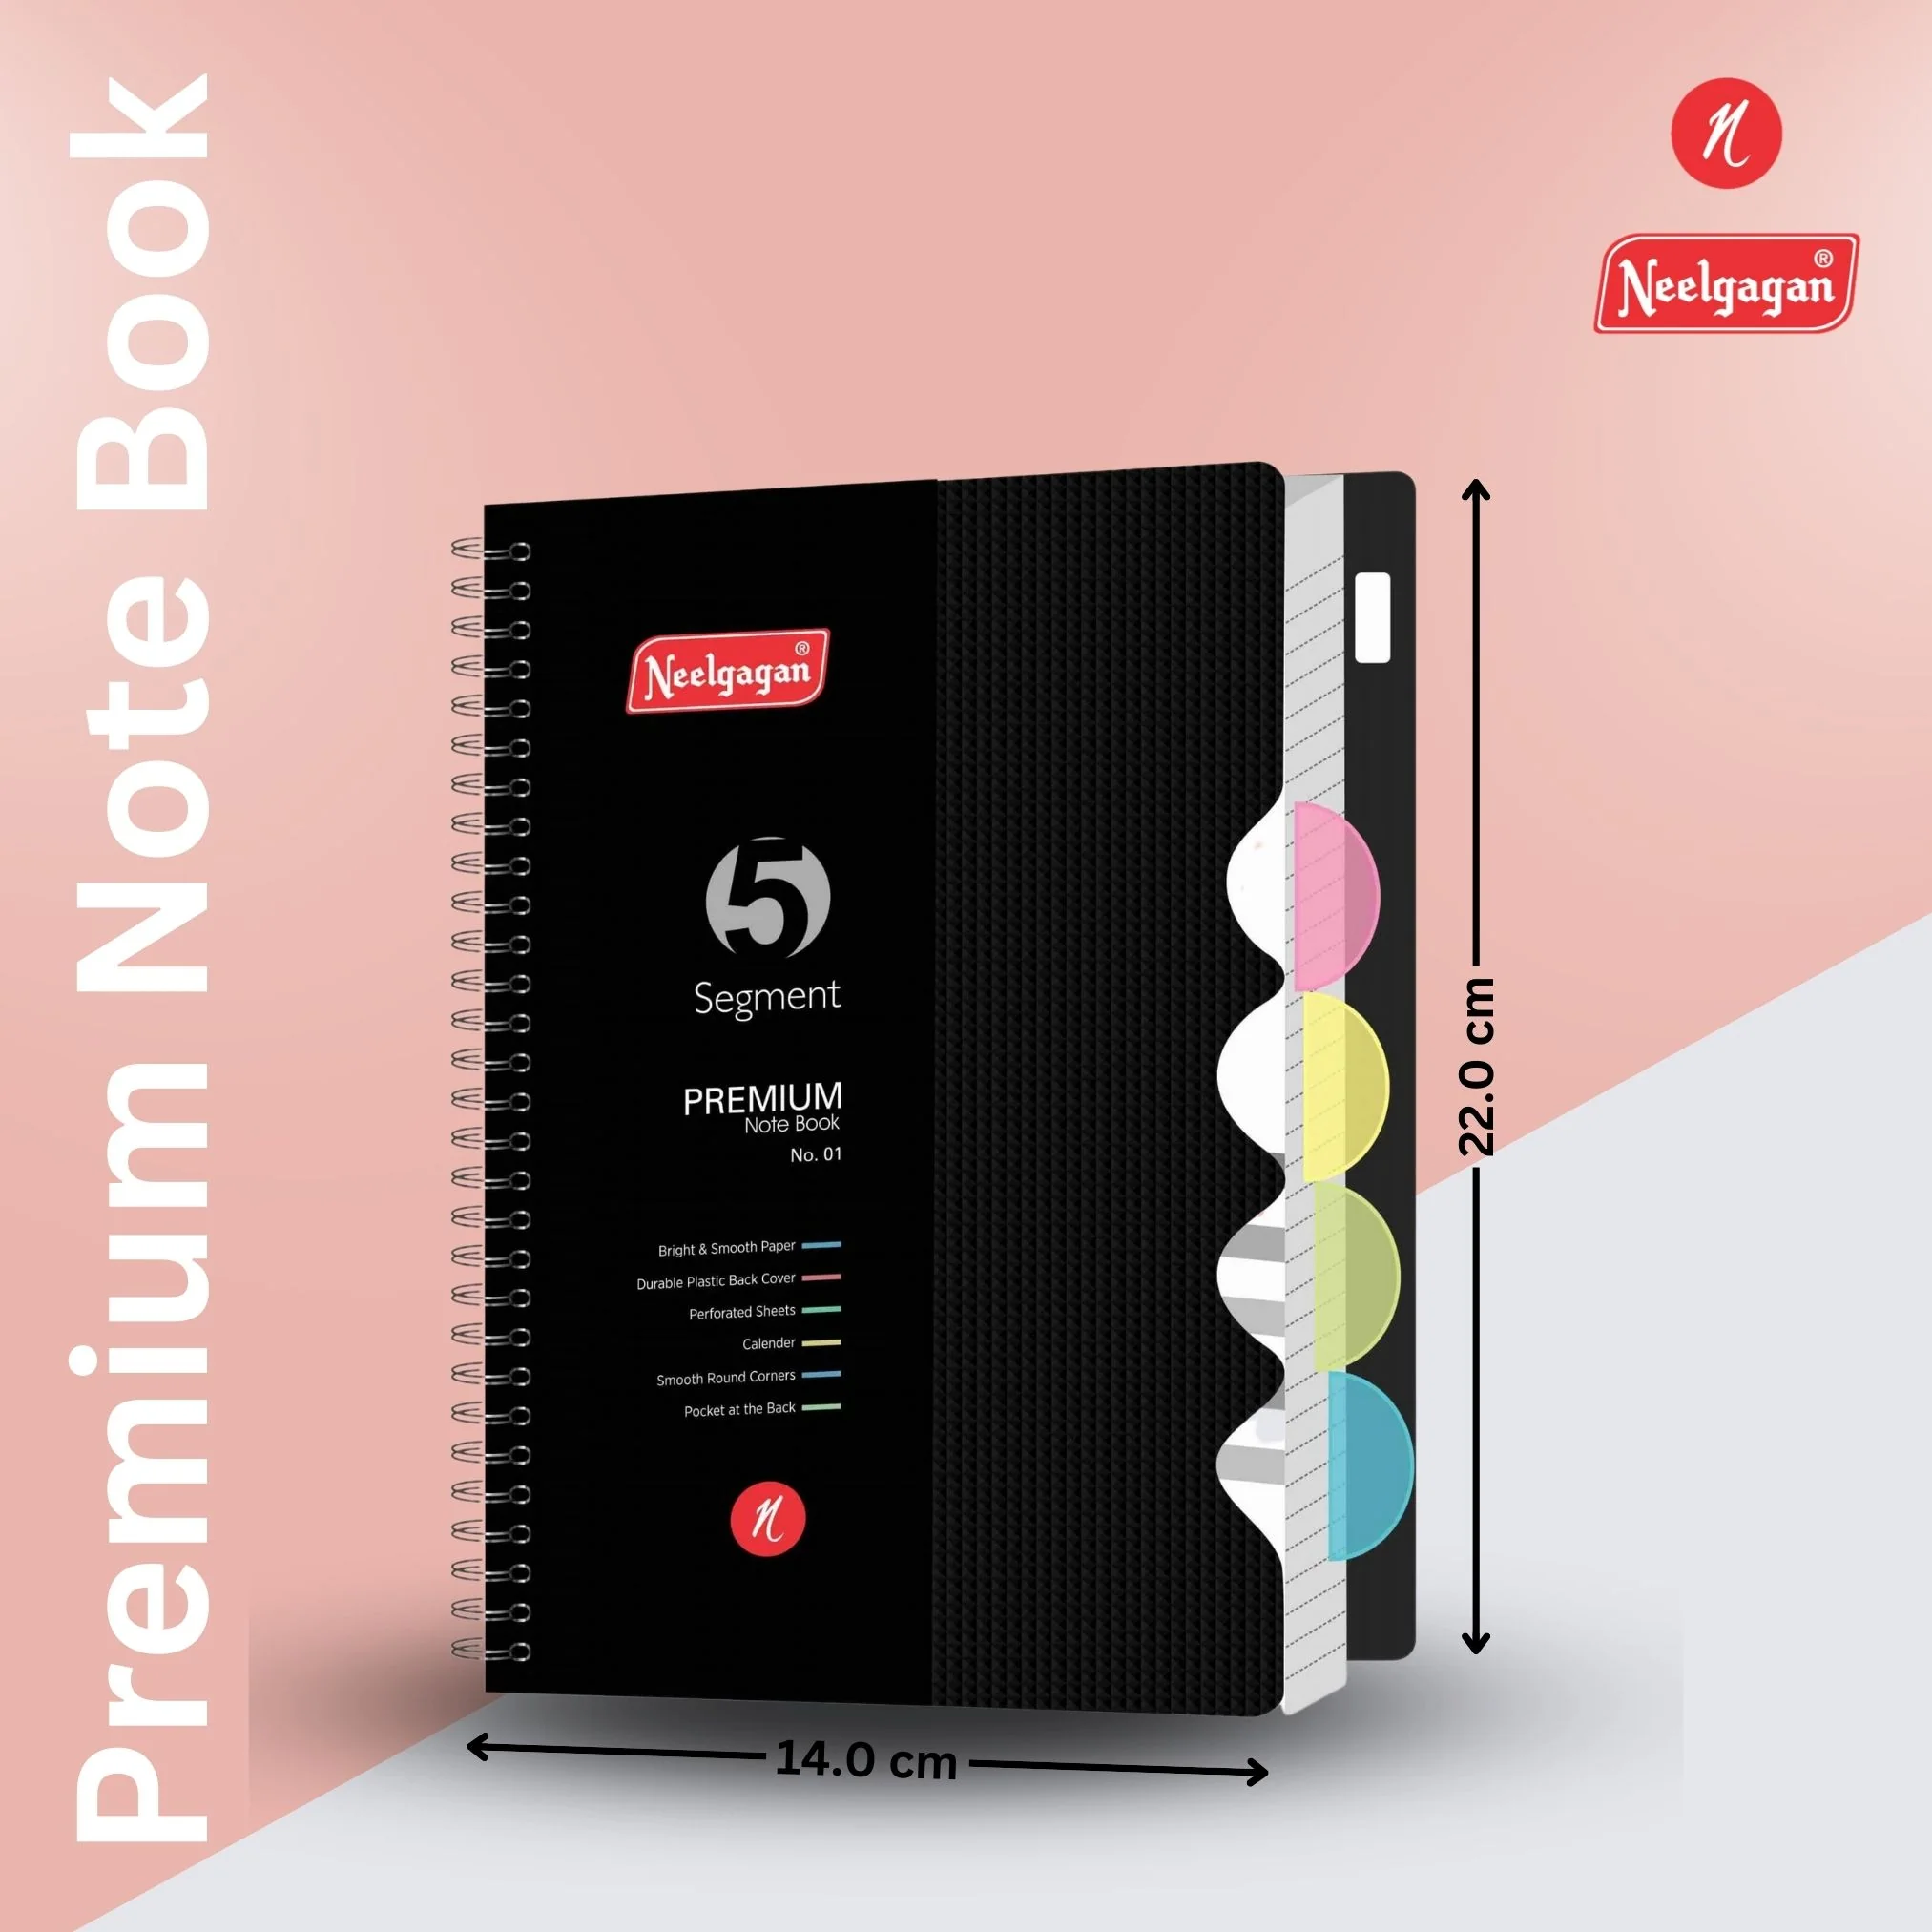 Premium Note Book
n
Neelgagan®
Neelgagan®
5
Segment
PREMIUM
Note Book
No. 01
Bright & Smooth Paper
Durable Plastic Back Cover
Perforated Sheets
Calender
Smooth Round Corners
Pocket at the Back
n
22.0 cm
14.0 cm